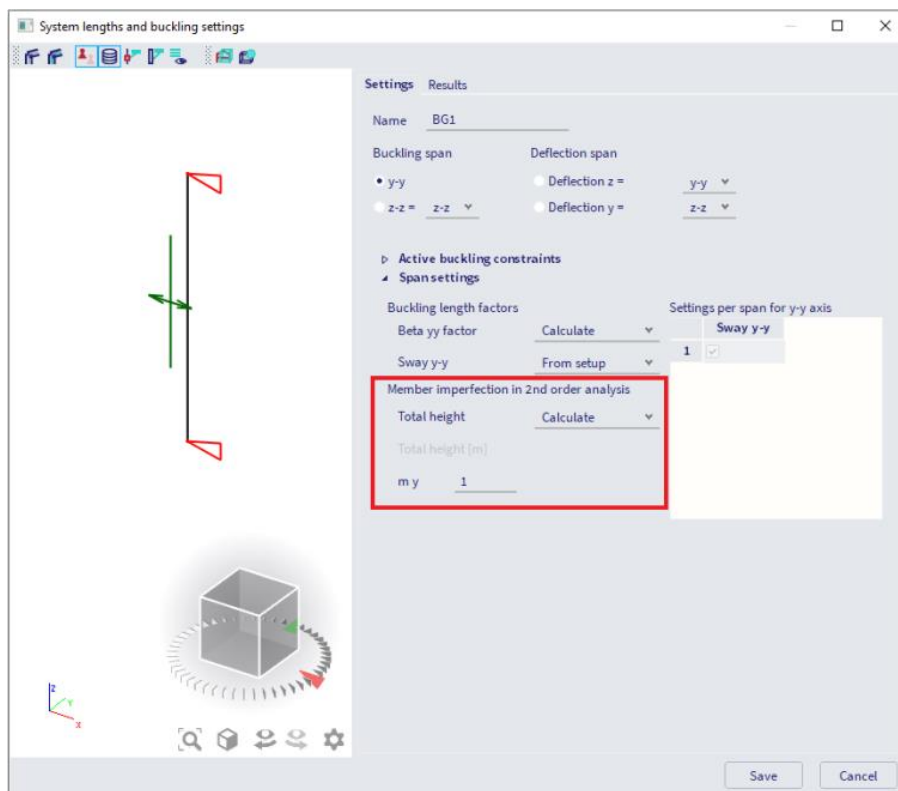 System lengths and buckling settings
Settings Results
Name BG1
Buckling span Deflection span
y-y Deflection z = y-y
z-z = z-z Deflection y = z-z
Active buckling constraints
Span settings
Buckling length factors Settings per span for y-y axis
Beta yy factor Calculate Sway y-y
1
Sway y-y From setup
Member imperfection in 2nd order analysis
Total height Calculate
Total height [m]
m y 1
z
Y
X
Save Cancel